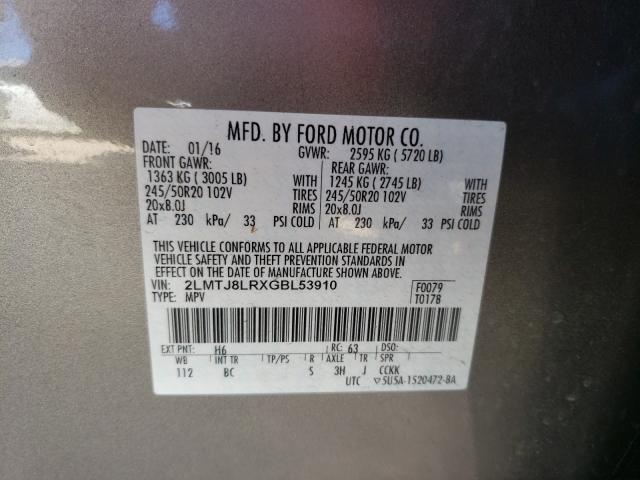 MFD. BY FORD MOTOR CO.
DATE: 01/16 GVWR: 2595 KG ( 5720 LB)
FRONT GAWR: REAR GAWR:
1363 KG ( 3005 LB) WITH 1245 KG ( 2745 LB) WITH
245/50R20 102V TIRES 245/50R20 102V TIRES
20x8.0J RIMS 20x8.0J RIMS
AT 230 kPa/ 33 PSI COLD AT 230 kPa/ 33 PSI COLD
THIS VEHICLE CONFORMS TO ALL APPLICABLE FEDERAL MOTOR
VEHICLE SAFETY AND THEFT PREVENTION STANDARDS IN
EFFECT ON THE DATE OF MANUFACTURE SHOWN ABOVE.
VIN: 2LMTJ8LRXGBL53910 F0079
TYPE: MPV T0178
EXT PNT: H6 RC: 63 DSO:
WB INT TR TP/PS R AXLE TR SPR
112 BC S 3H J CCKK
UTC ▽5U5A-1520472-BA